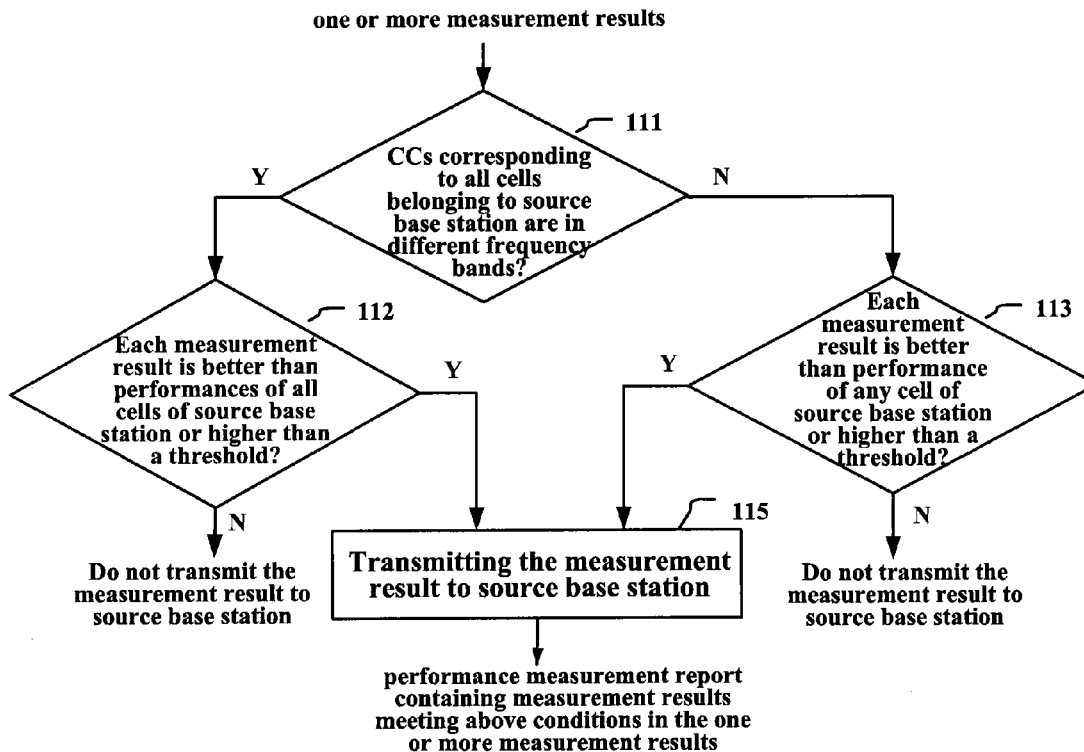 one or more measurement results
111
CCs corresponding
to all cells
belonging to source
base station are in
different frequency
bands?
Y
N
112
Each measurement
result is better than
performances of all
cells of source base
station or higher than
a threshold?
Y
N
113
Each
measurement
result is better
than performance
of any cell of
source base station
or higher than a
threshold?
Y
N
Do not transmit the
measurement result to
source base station
115
Transmitting the measurement
result to source base station
Do not transmit the
measurement result to
source base station
performance measurement report
containing measurement results
meeting above conditions in the one
or more measurement results